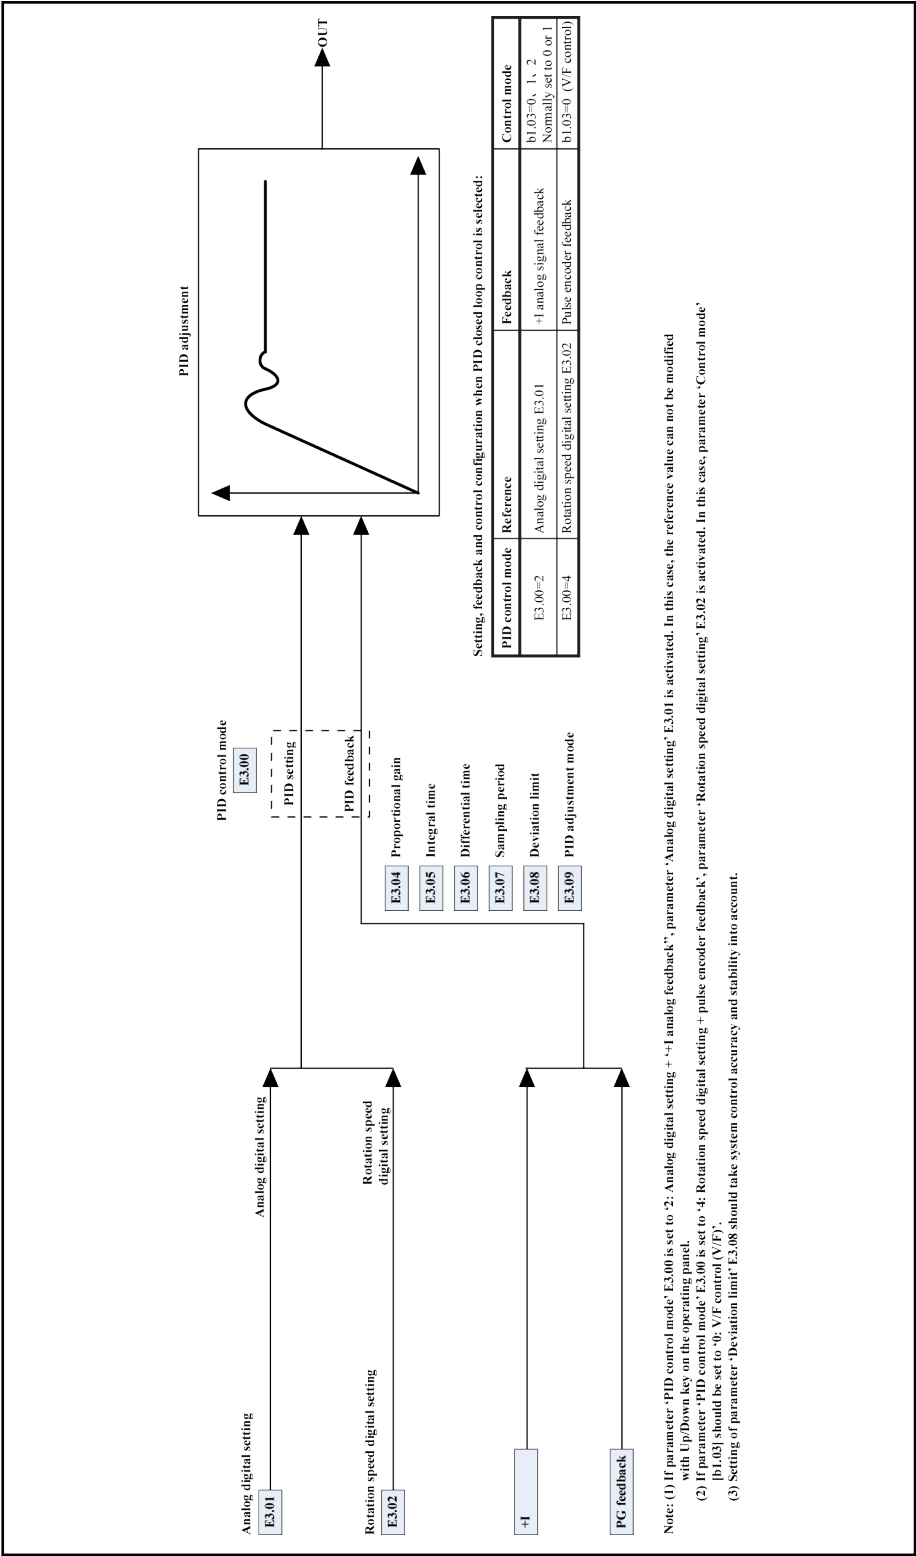 Analog digital setting
E3.01
Analog digital setting
Rotation speed digital setting
E3.02
Rotation speed
digital setting
+I
PG feedback
PID control mode
E3.00
PID setting
PID feedback
E3.04 Proportional gain
E3.05 Integral time
E3.06 Differential time
E3.07 Sampling period
E3.08 Deviation limit
E3.09 PID adjustment mode
PID adjustment
OUT
Setting, feedback and control configuration when PID closed loop control is selected:
PID control mode Reference Feedback Control mode
E3.00=2 Analog digital setting E3.01 +I analog signal feedback b1.03=0、1、2
Normally set to 0 or 1
E3.00=4 Rotation speed digital setting E3.02 Pulse encoder feedback b1.03=0 (V/F control)
Note: (1) If parameter ‘PID control mode’ E3.00 is set to ‘2: Analog digital setting + ‘+I analog feedback”, parameter ‘Analog digital setting’ E3.01 is activated. In this case, the reference value can not be modified
with Up/Down key on the operating panel.
(2) If parameter ‘PID control mode’ E3.00 is set to ‘4: Rotation speed digital setting + pulse encoder feedback’, parameter ‘Rotation speed digital setting’ E3.02 is activated. In this case, parameter ‘Control mode’
[b1.03] should be set to ‘0: V/F control (V/F)’.
(3) Setting of parameter ‘Deviation limit’ E3.08 should take system control accuracy and stability into account.